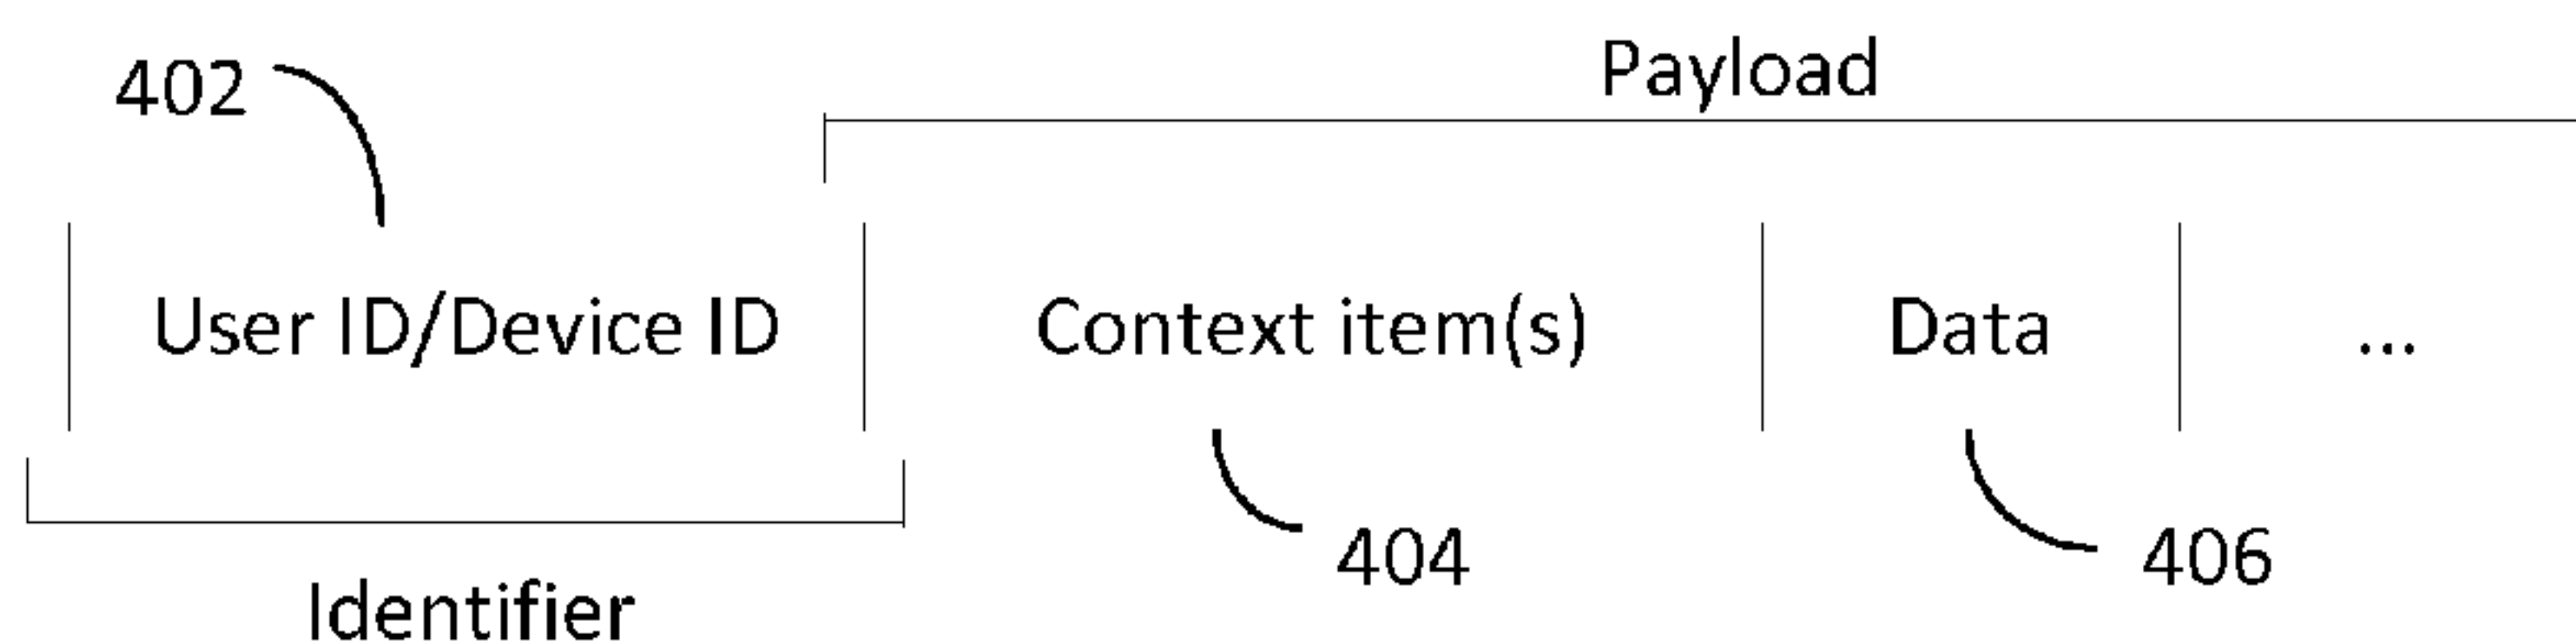 Payload
402
User ID/Device ID Context item(s) Data ...
404 406
Identifier